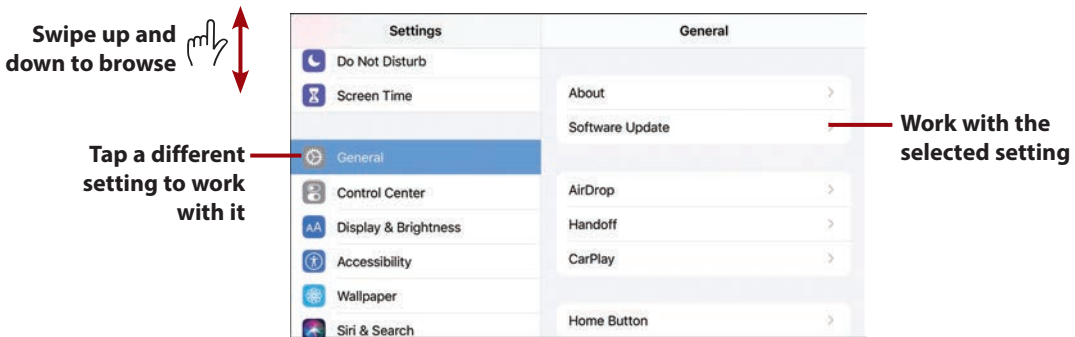 Swipe up and
down to browse
Settings
General
Do Not Disturb
Screen Time
About
Software Update
Work with the
selected setting
Tap a different
setting to work
with it
General
Control Center
AirDrop
Display & Brightness
AA
Handoff
Accessibility
CarPlay
Wallpaper
Siri & Search
Home Button